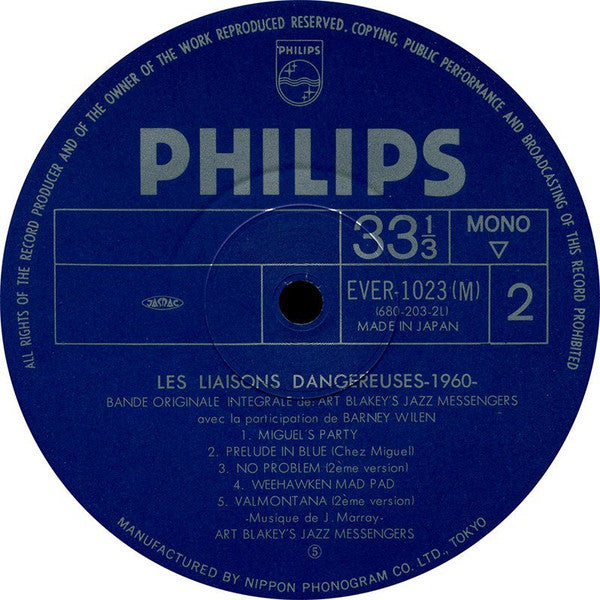 ALL RIGHTS OF THE RECORD PRODUCER AND OF THE OWNER OF THE WORK REPRODUCED RESERVED. COPYING, PUBLIC PERFORMANCE AND BROADCASTING OF THIS RECORD PROHIBITED
PHILIPS
PHILIPS
33 1/3
MONO
▽
JASRAC
EVER-1023(M)
(680-203-2L)
MADE IN JAPAN
2
LES LIAISONS DANGEREUSES-1960-
BANDE ORIGINALE INTEGRALE de: ART BLAKEY'S JAZZ MESSENGERS
avec la participation de BARNEY WILEN
1. MIGUEL'S PARTY
2. PRELUDE IN BLUE (Chez Miguel)
3. NO PROBLEM (2ème version)
4. WEEHAWKEN MAD PAD
5. VALMONTANA (2ème version)
-Musique de J. Marray-
ART BLAKEY'S JAZZ MESSENGERS
⑤
MANUFACTURED BY NIPPON PHONOGRAM CO. LTD., TOKYO